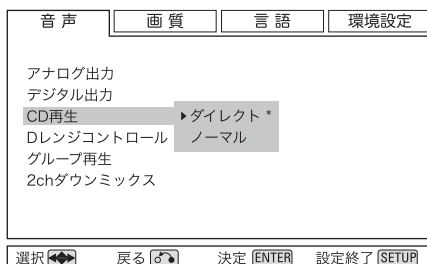 音声 画質 言語 環境設定
アナログ出力
デジタル出力
CD再生 ▶ダイレクト *
Dレンジコントロール ノーマル
グループ再生
2chダウンミックス
選択 戻る 決定 ENTER 設定終了 SETUP